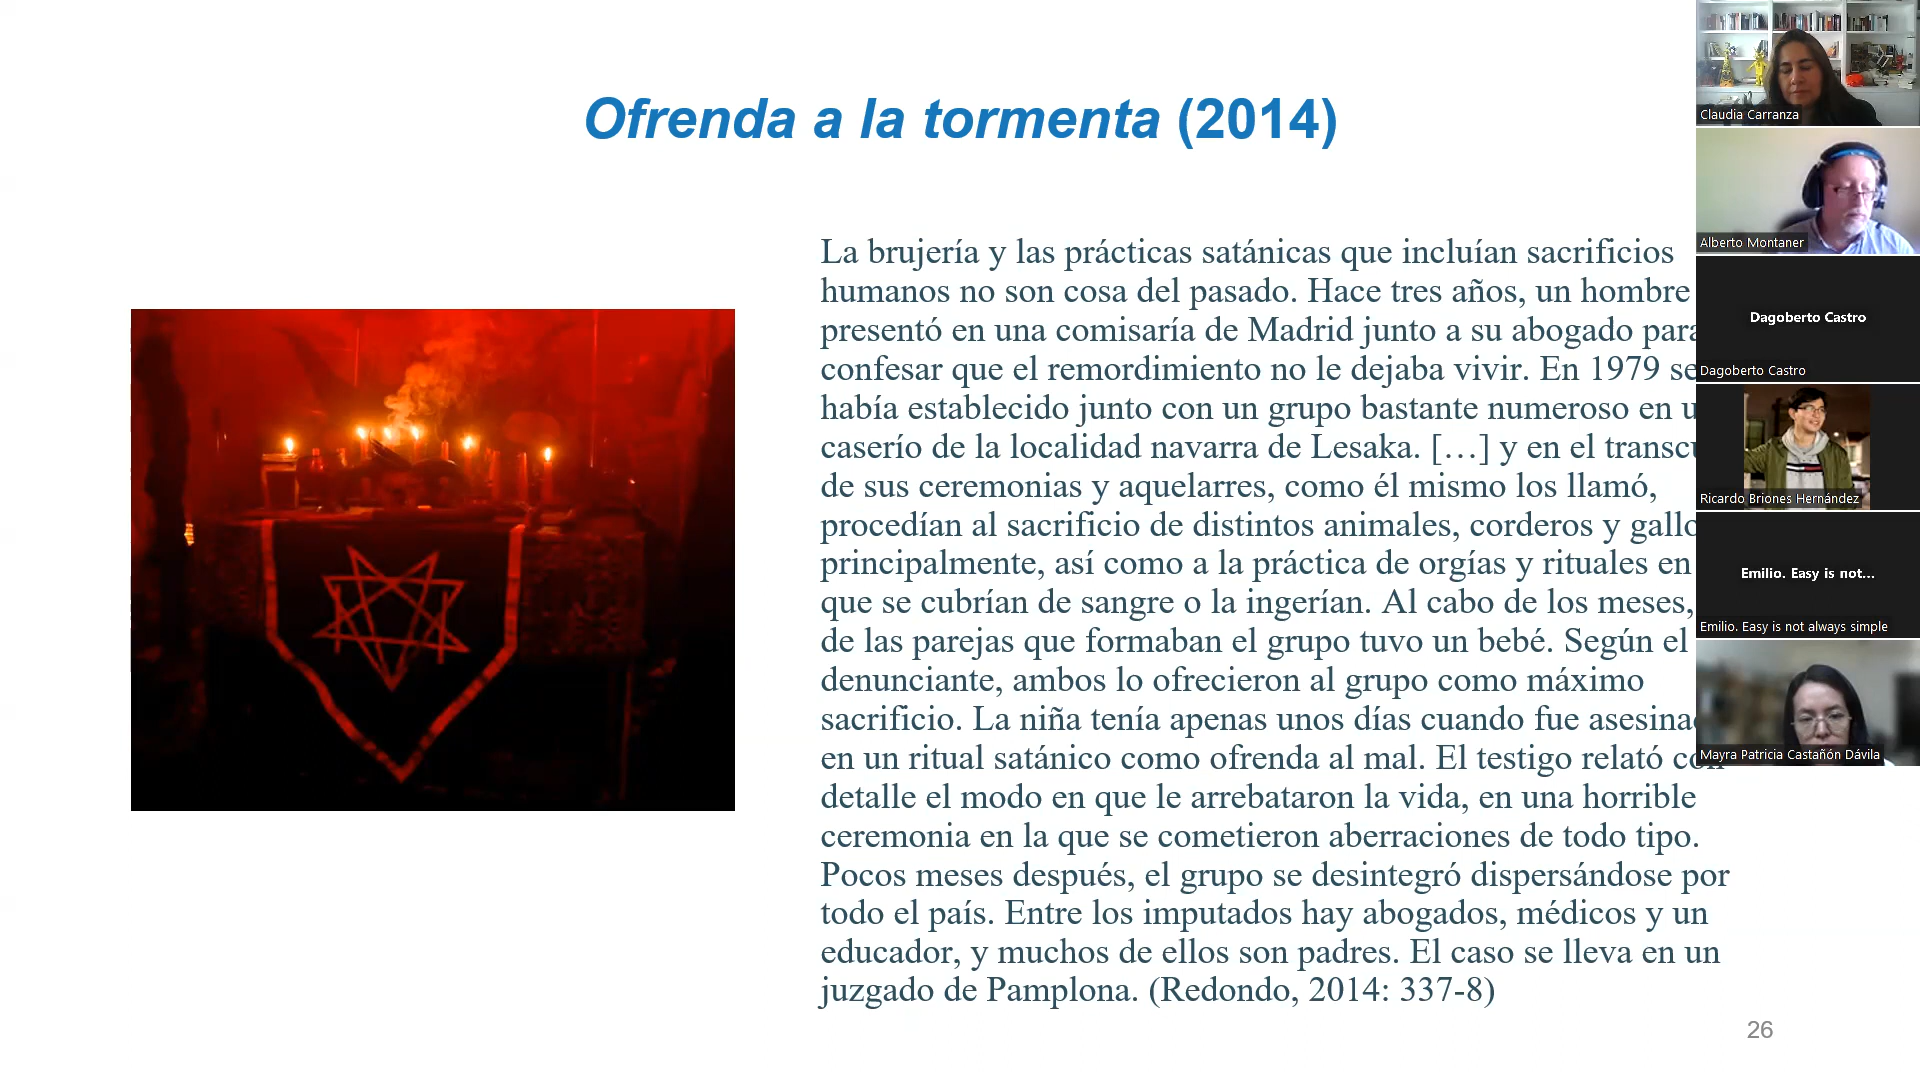 Ofrenda a la tormenta (2014)
La brujería y las prácticas satánicas que incluían sacrificios
humanos no son cosa del pasado. Hace tres años, un hombre
presentó en una comisaría de Madrid junto a su abogado para
confesar que el remordimiento no le dejaba vivir. En 1979 se
había establecido junto con un grupo bastante numeroso en
caserío de la localidad navarra de Lesaka. […] y en el
de sus ceremonias y aquelarres, como él mismo los llamó,
procedían al sacrificio de distintos animales, corderos y
principalmente, así como a la práctica de orgías y rituales en
que se cubrían de sangre o la ingerían. Al cabo de los meses,
de las parejas que formaban el grupo tuvo un bebé. Según el
denunciante, ambos lo ofrecieron al grupo como máximo
sacrificio. La niña tenía apenas unos días cuando fue
en un ritual satánico como ofrenda al mal. El testigo relató con
detalle el modo en que le arrebataron la vida, en una horrible
ceremonia en la que se cometieron aberraciones de todo tipo.
Pocos meses después, el grupo se desintegró dispersándose por
todo el país. Entre los imputados hay abogados, médicos y un
educador, y muchos de ellos son padres. El caso se lleva en un
juzgado de Pamplona. (Redondo, 2014: 337-8)
26
Claudia Carranza
Alberto Montaner
Dagoberto Castro
Dagoberto Castro
Ricardo Briones Hernández
Emilio. Easy is not...
Emilio. Easy is not always simple
Mayra Patricia Castañón Dávila